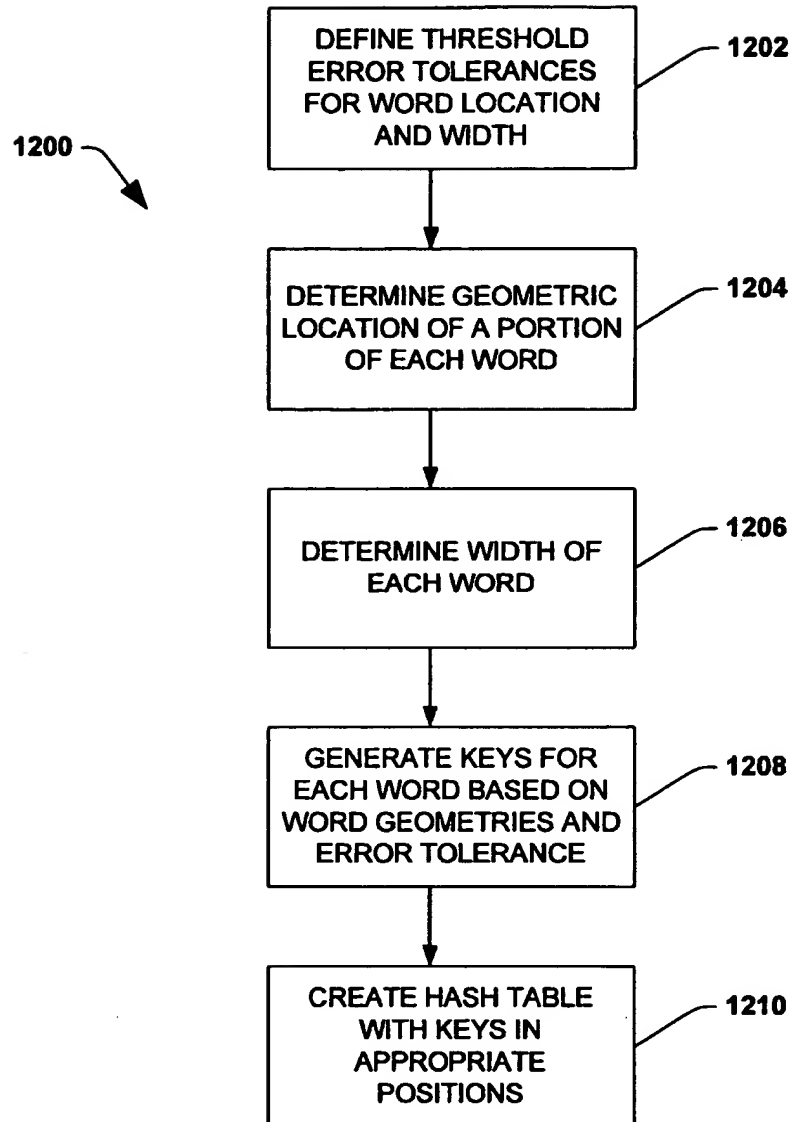 DEFINE THRESHOLD
ERROR TOLERANCES
FOR WORD LOCATION
AND WIDTH
1202
1200
DETERMINE GEOMETRIC
LOCATION OF A PORTION
OF EACH WORD
1204
DETERMINE WIDTH OF
EACH WORD
1206
GENERATE KEYS FOR
EACH WORD BASED ON
WORD GEOMETRIES AND
ERROR TOLERANCE
1208
CREATE HASH TABLE
WITH KEYS IN
APPROPRIATE
POSITIONS
1210